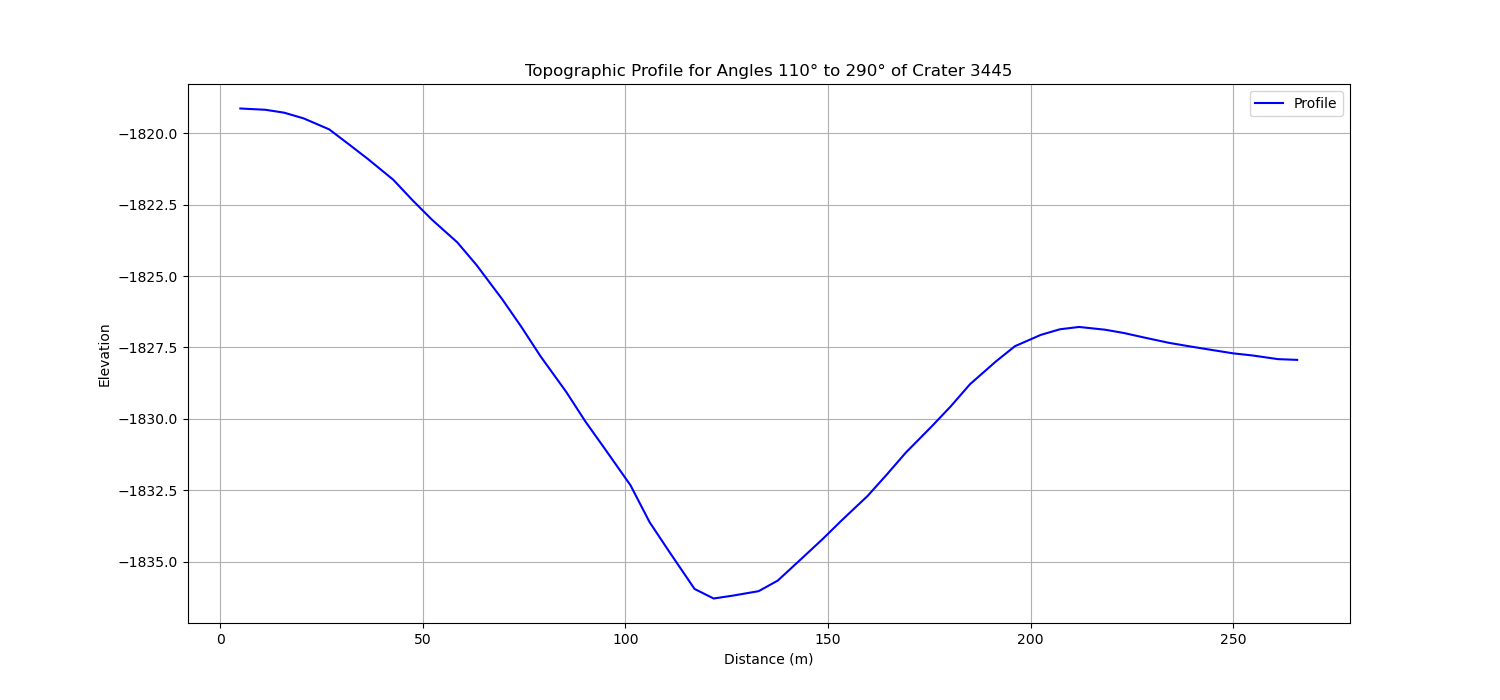 Topographic Profile for Angles 110° to 290° of Crater 3445
Profile
Elevation
−1820.0
−1822.5
−1825.0
−1827.5
−1830.0
−1832.5
−1835.0
0 50 100 150 200 250
Distance (m)